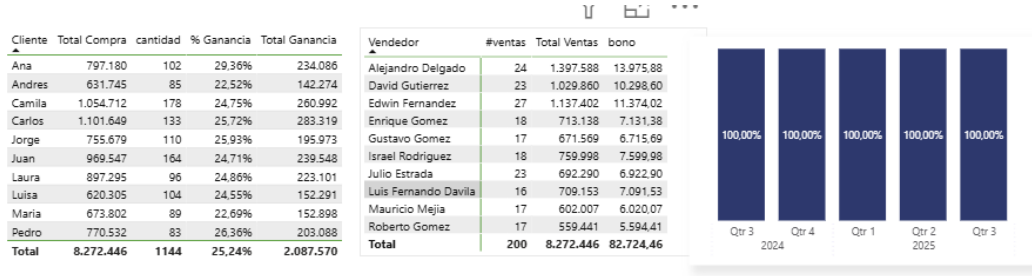 Cliente Total Compra cantidad % Ganancia Total Ganancia
Ana 797.180 102 29,36% 234.086
Andres 631.745 85 22,52% 142.274
Camila 1.054.712 178 24,75% 260.992
Carlos 1.101.649 133 25,72% 283.319
Jorge 755.679 110 25,93% 195.973
Juan 969.547 164 24,71% 239.548
Laura 897.295 96 24,86% 223.101
Luisa 620.305 104 24,55% 152.291
Maria 673.802 89 22,69% 152.898
Pedro 770.532 83 26,36% 203.088
Total 8.272.446 1144 25,24% 2.087.570
Vendedor #ventas Total Ventas bono
Alejandro Delgado 24 1.397.588 13.975,88
David Gutierrez 23 1.029.860 10.298,60
Edwin Fernandez 27 1.137.402 11.374,02
Enrique Gomez 18 713.138 7.131,38
Gustavo Gomez 17 671.569 6.715,69
Israel Rodriguez 18 759.998 7.599,98
Julio Estrada 23 692.290 6.922,90
Luis Fernando Davila 16 709.153 7.091,53
Mauricio Mejia 17 602.007 6.020,07
Roberto Gomez 17 559.441 5.594,41
Total 200 8.272.446 82.724,46
100,00% 100,00% 100,00% 100,00% 100,00%
Qtr 3 Qtr 4 Qtr 1 Qtr 2 Qtr 3
2024 2025